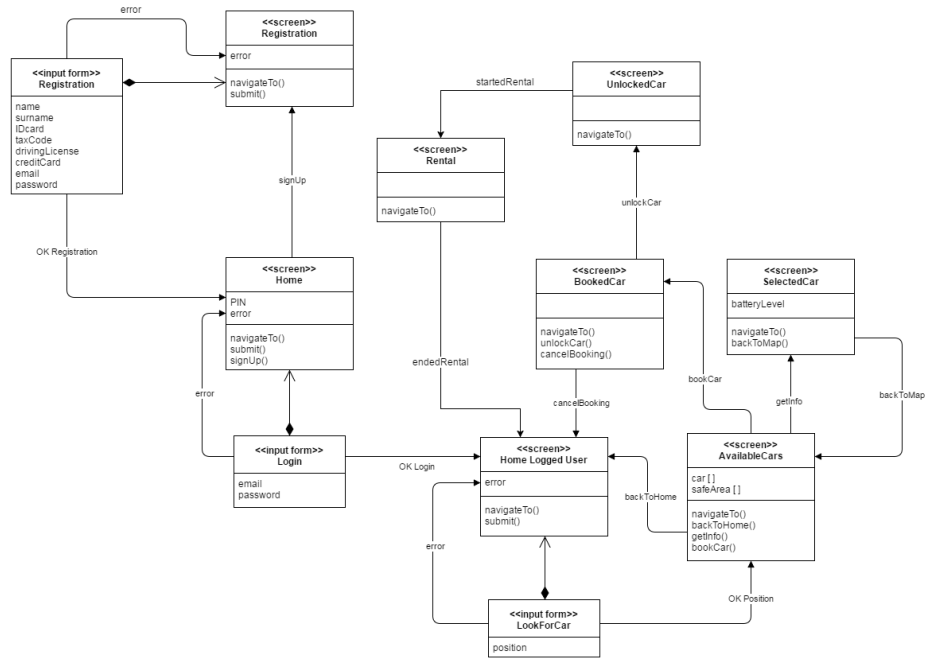 error
<<screen>>
Registration
error
navigateTo()
submit()
<<input form>>
Registration
name
surname
IDcard
taxCode
drivingLicense
creditCard
email
password
startedRental
<<screen>>
UnlockedCar
navigateTo()
<<screen>>
Rental
navigateTo()
signUp
unlockCar
OK Registration
<<screen>>
Home
PIN
error
navigateTo()
submit()
signUp()
<<screen>>
BookedCar
navigateTo()
unlockCar()
cancelBooking()
<<screen>>
SelectedCar
batteryLevel
navigateTo()
backToMap()
endedRental
error
bookCar
getInfo
backToMap
cancelBooking
<<input form>>
Login
email
password
OK Login
<<screen>>
Home Logged User
error
navigateTo()
submit()
backToHome
<<screen>>
AvailableCars
car [ ]
safeArea [ ]
navigateTo()
backToHome()
getInfo()
bookCar()
error
OK Position
<<input form>>
LookForCar
position